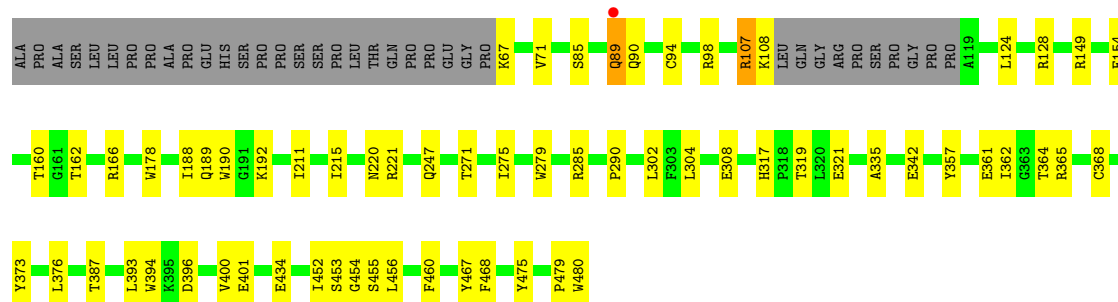 ALA PRO ALA SER LEU LEU PRO PRO ALA PRO GLU HIS SER PRO PRO SER SER PRO LEU THR GLN PRO PRO GLU GLY PRO K67 V71 S85 Q89 Q90 C94 R98 R107 K108 LEU GLN GLY ARG PRO SER PRO GLY PRO PRO A119 L124 R128 R149 E154
T160 G161 T162 R166 W178 I188 Q189 W190 G191 K192 I211 I215 N220 R221 Q247 T271 I275 W279 R285 P290 L302 F303 L304 E308 H317 P318 T319 L320 E321 A335 E342 Y357 E361 I362 G363 T364 R365 C368
Y373 L376 T387 L393 W394 K395 D396 V400 E401 E434 I452 S453 G454 S455 L456 F460 Y467 F468 Y475 P479 W480